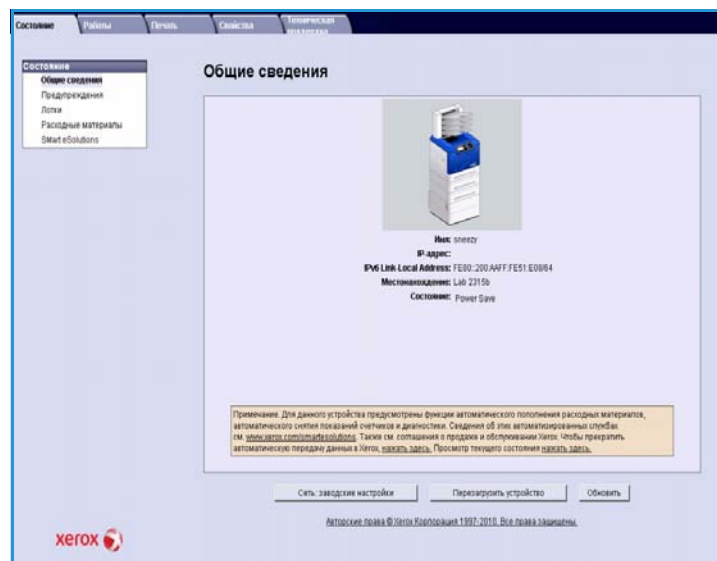 Состояние
Работы
Печать
Свойства
Техническая
поддержка
Состояние
Общие сведения
Предупреждения
Лотки
Расходные материалы
SMart eSolutions
Общие сведения
Имя: sneezy
IP-адрес:
IPv6 Link-Local Address: FE80::200:AAFF:FE51:E09/64
Местонахождение: Lab 2315b
Состояние: Power Save
Примечание. Для данного устройства предусмотрены функции автоматического пополнения расходных материалов,
автоматического снятия показаний счетчиков и диагностики. Сведения об этих автоматизированных службах
см. www.xerox.com/smartesolutions. Также см. соглашения о продаже и обслуживании Xerox. Чтобы прекратить
автоматическую передачу данных в Xerox, нажать здесь. Просмотр текущего состояния нажать здесь.
Сеть: заводские настройки
Перезагрузить устройство
Обновить
Авторские права © Xerox Корпорация 1997-2010. Все права защищены.
xerox